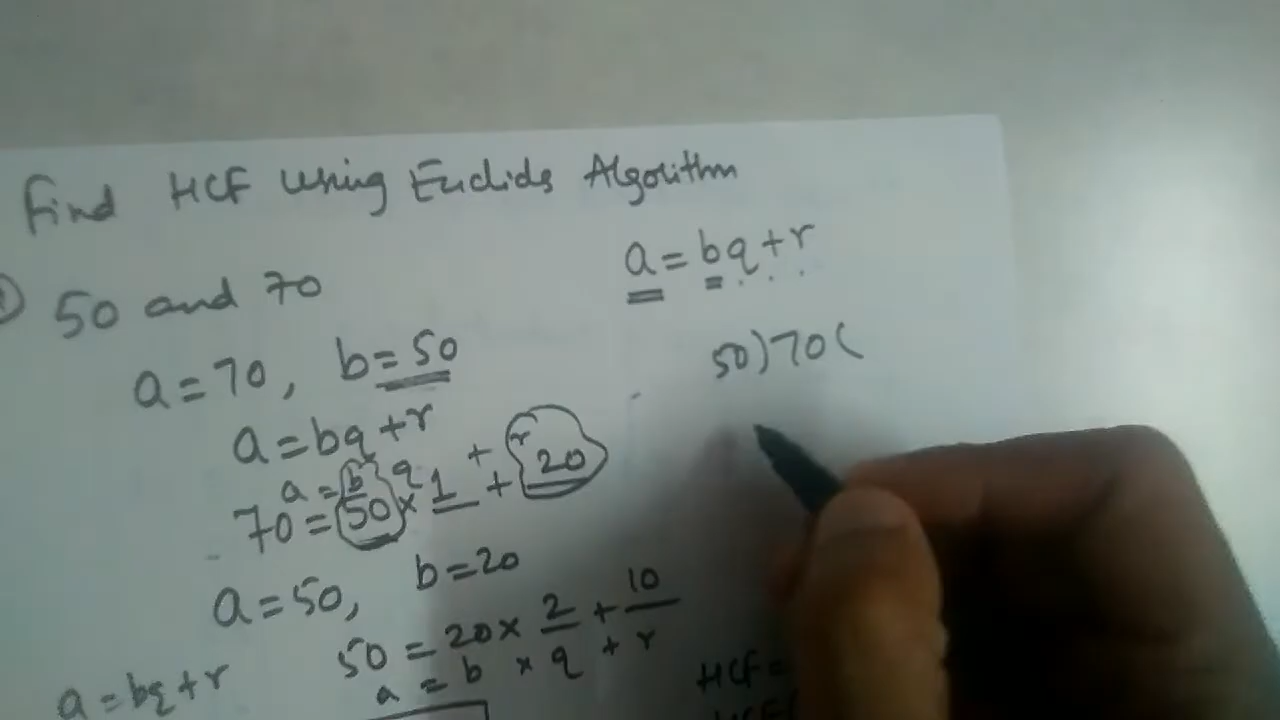 Find HCF Using Euclids Algorithm
a = bq + r
50 and 70
50)70(
a = 70, b = 50
a = bq + r
a = b q + r
70 = 50 × 1 + 20
a = 50, b = 20
50 = 20 × 2 + 10
a = b × q + r
a = bq + r
HCF =